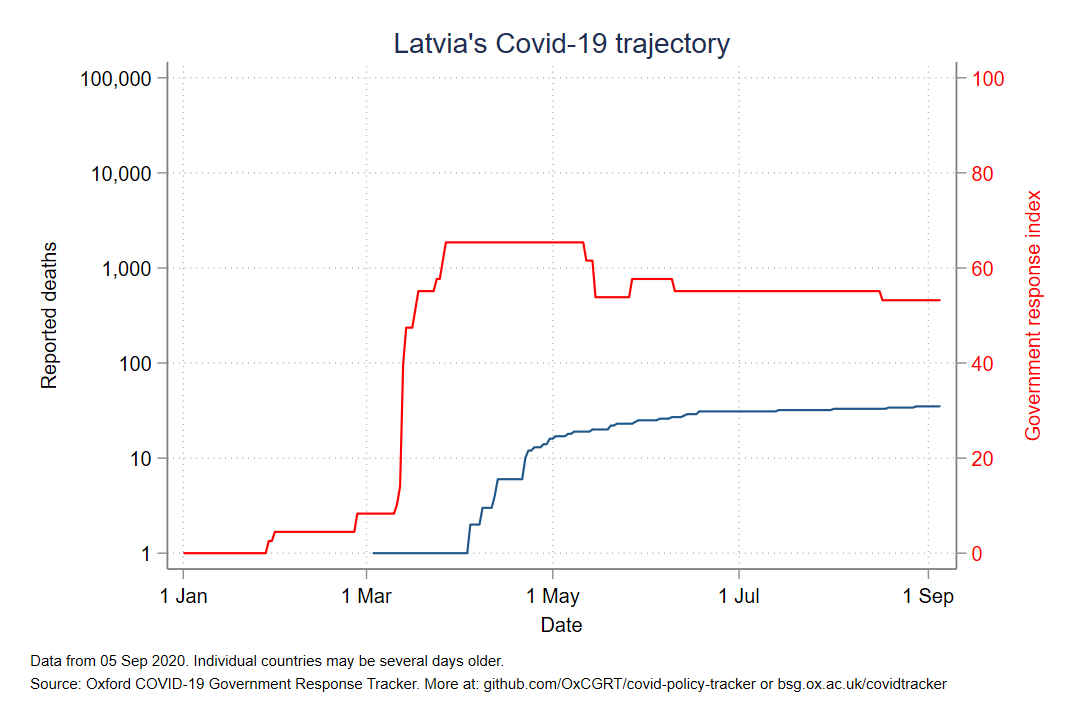 Latvia's Covid-19 trajectory
100,000
10,000
1,000
100
10
1
Reported deaths
100
80
60
40
20
0
Government response index
1 Jan 1 Mar 1 May 1 Jul 1 Sep
Date
Data from 05 Sep 2020. Individual countries may be several days older.
Source: Oxford COVID-19 Government Response Tracker. More at: github.com/OxCGRT/covid-policy-tracker or bsg.ox.ac.uk/covidtracker